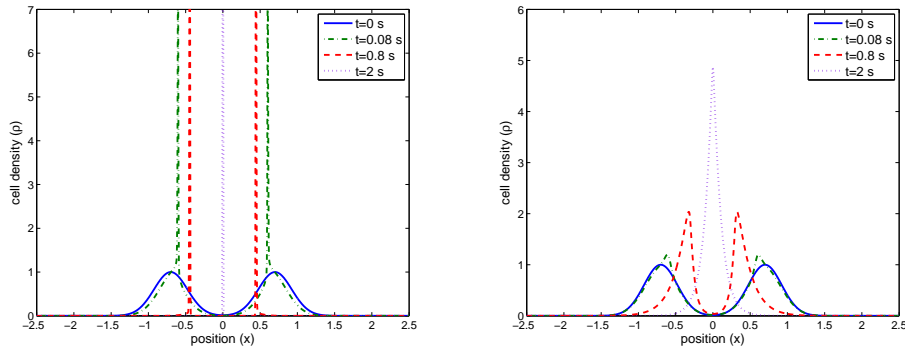 7
6
5
4
3
2
1
0
cell density (ρ)
−2.5 −2 −1.5 −1 −0.5 0 0.5 1 1.5 2 2.5
position (x)
t=0 s
t=0.08 s
t=0.8 s
t=2 s
6
5
4
3
2
1
0
cell density (ρ)
−2.5 −2 −1.5 −1 −0.5 0 0.5 1 1.5 2 2.5
position (x)
t=0 s
t=0.08 s
t=0.8 s
t=2 s